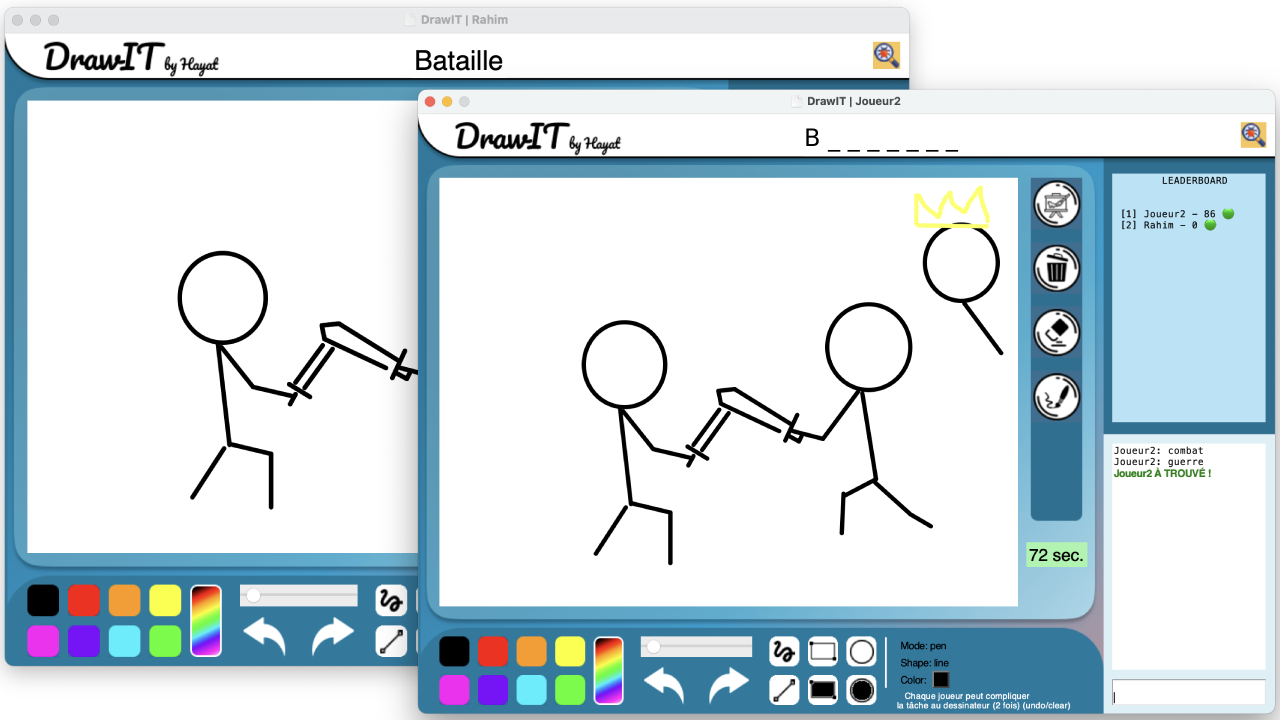 DrawIT | Rahim
DrawIT by Hayat
Bataille
DrawIT | Joueur2
DrawIT by Hayat
B _ _ _ _ _ _ _
LEADERBOARD
[1] Joueur2 - 86
[2] Rahim - 0
Joueur2: combat
Joueur2: guerre
Joueur2 À TROUVÉ !
72 sec.
Mode: pen
Shape: line
Color:
Chaque joueur peut compliquer
la tâche au dessinateur (2 fois) (undo/clear)